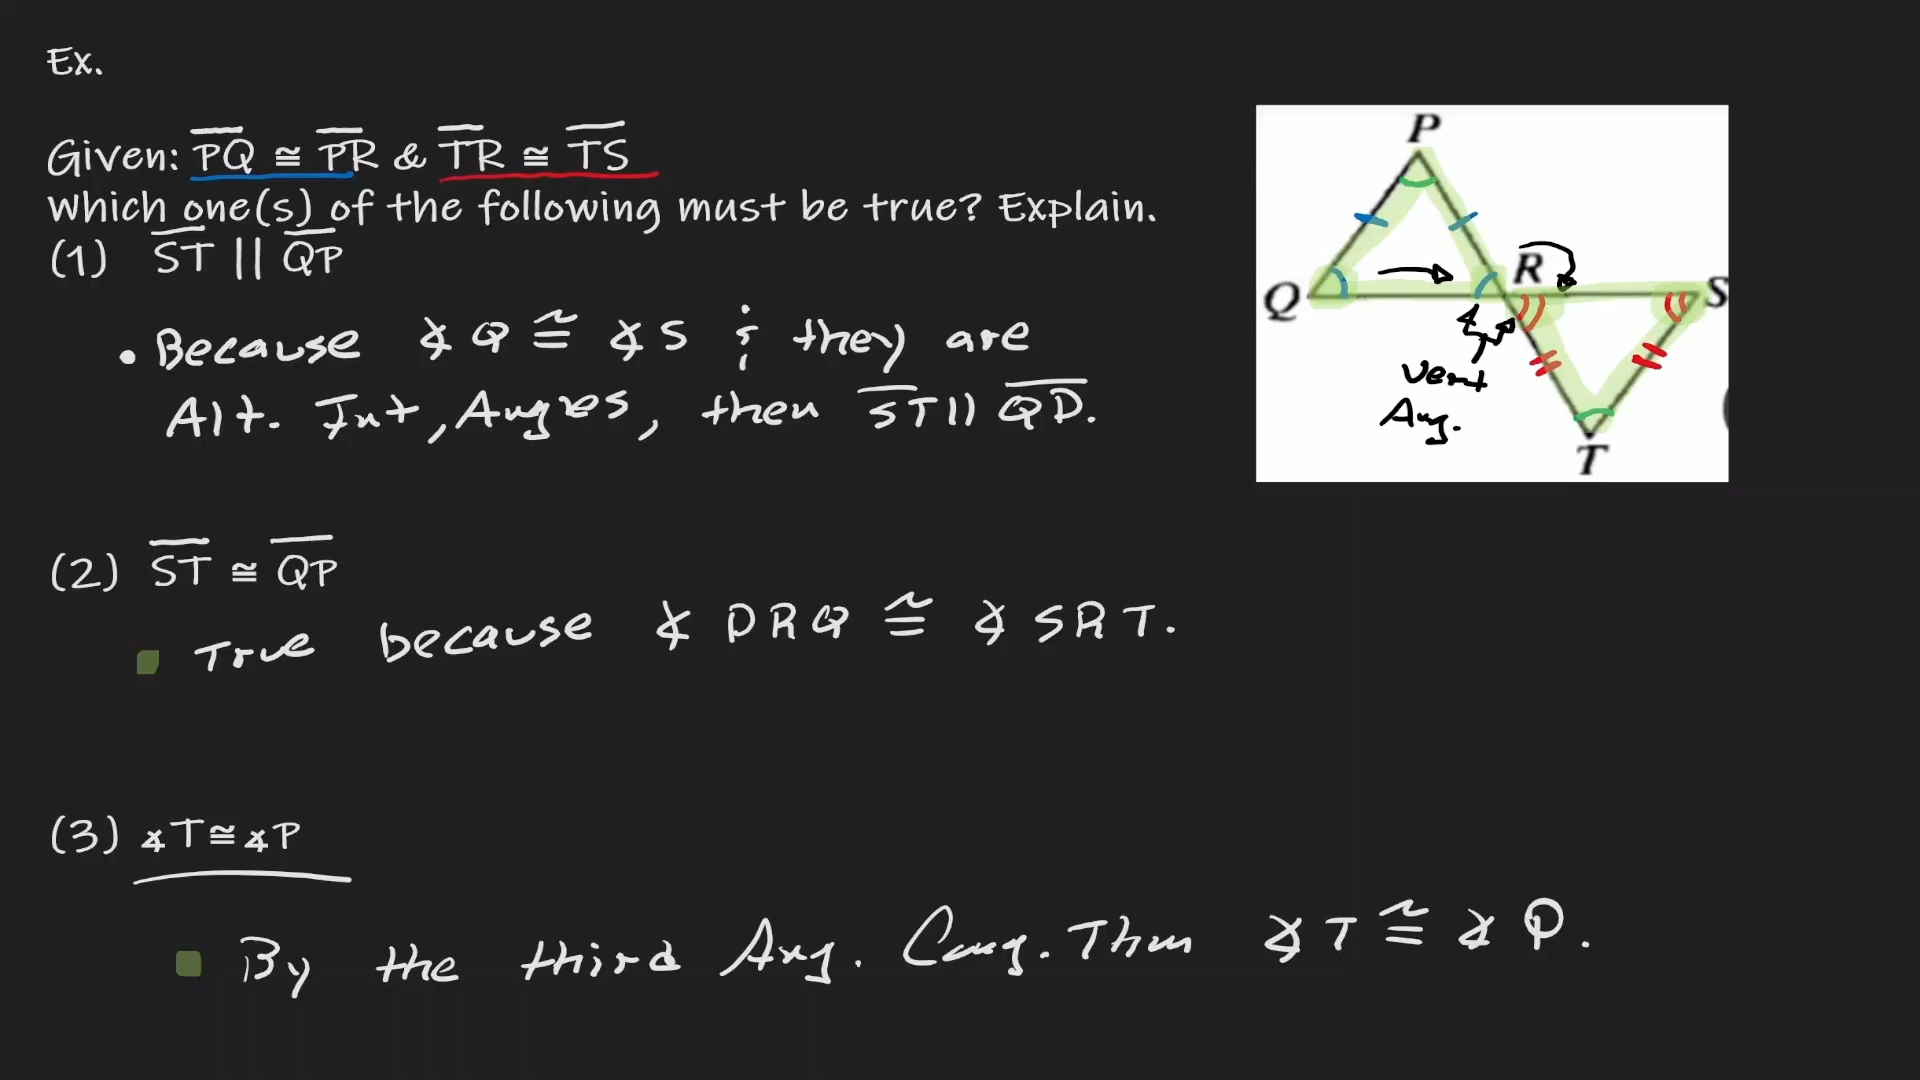 Ex.
Given: PQ ≅ PR & TR ≅ TS
Which one(s) of the following must be true? Explain.
(1) ST || QP
• Because ∡ Q ≅ ∡ S & they are
Alt. Int, Angles, then ST || QP.
(2) ST ≅ QP
True because ∡ PRQ ≅ ∡ SRT.
(3) ∡T≅∡P
By the third Ang. Cong. Thm ∡ T ≅ ∡ P.
P
Q
R
S
Vert
Ang.
T